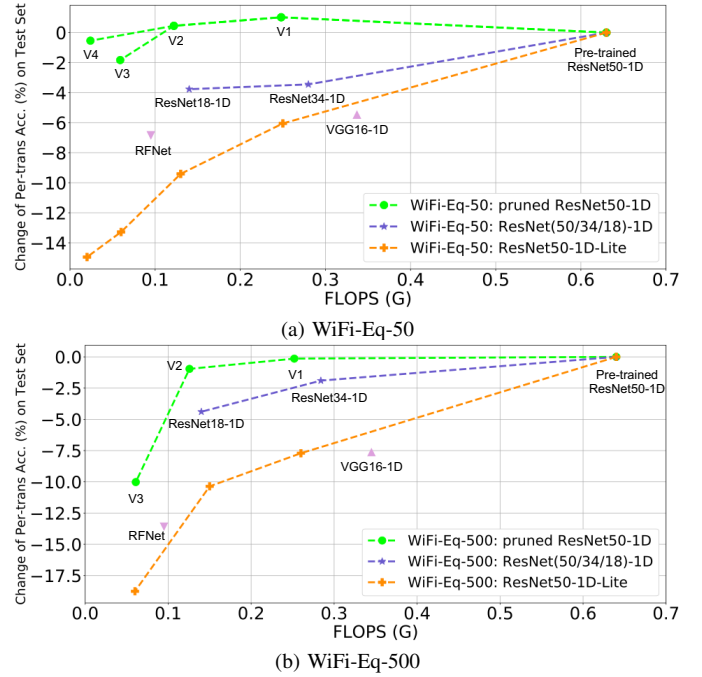 Change of Per-trans Acc. (%) on Test Set
0
−2
−4
−6
−8
−10
−12
−14
V4
V3
V2
V1
Pre-trained
ResNet50-1D
ResNet18-1D
ResNet34-1D
RFNet
VGG16-1D
WiFi-Eq-50: pruned ResNet50-1D
WiFi-Eq-50: ResNet(50/34/18)-1D
WiFi-Eq-50: ResNet50-1D-Lite
0.0 0.1 0.2 0.3 0.4 0.5 0.6 0.7
FLOPS (G)
(a) WiFi-Eq-50
Change of Per-trans Acc. (%) on Test Set
0.0
−2.5
−5.0
−7.5
−10.0
−12.5
−15.0
−17.5
V2
V1
Pre-trained
ResNet50-1D
ResNet34-1D
ResNet18-1D
VGG16-1D
V3
RFNet
WiFi-Eq-500: pruned ResNet50-1D
WiFi-Eq-500: ResNet(50/34/18)-1D
WiFi-Eq-500: ResNet50-1D-Lite
0.0 0.1 0.2 0.3 0.4 0.5 0.6 0.7
FLOPS (G)
(b) WiFi-Eq-500